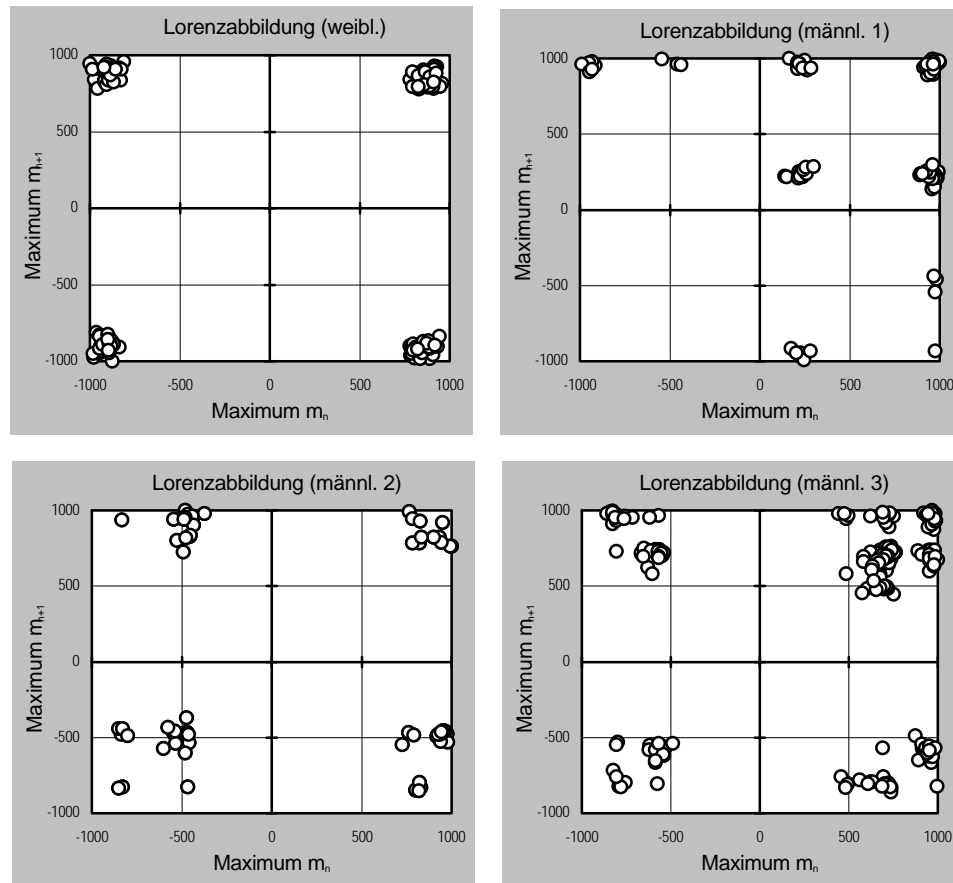 Lorenzabbildung (weibl.)
1000
500
0
-500
-1000
-1000 -500 0 500 1000
Maximum mₙ₊₁
Maximum mₙ
Lorenzabbildung (männl. 1)
1000
500
0
-500
-1000
-1000 -500 0 500 1000
Maximum mₙ₊₁
Maximum mₙ
Lorenzabbildung (männl. 2)
1000
500
0
-500
-1000
-1000 -500 0 500 1000
Maximum mₙ₊₁
Maximum mₙ
Lorenzabbildung (männl. 3)
1000
500
0
-500
-1000
-1000 -500 0 500 1000
Maximum mₙ₊₁
Maximum mₙ